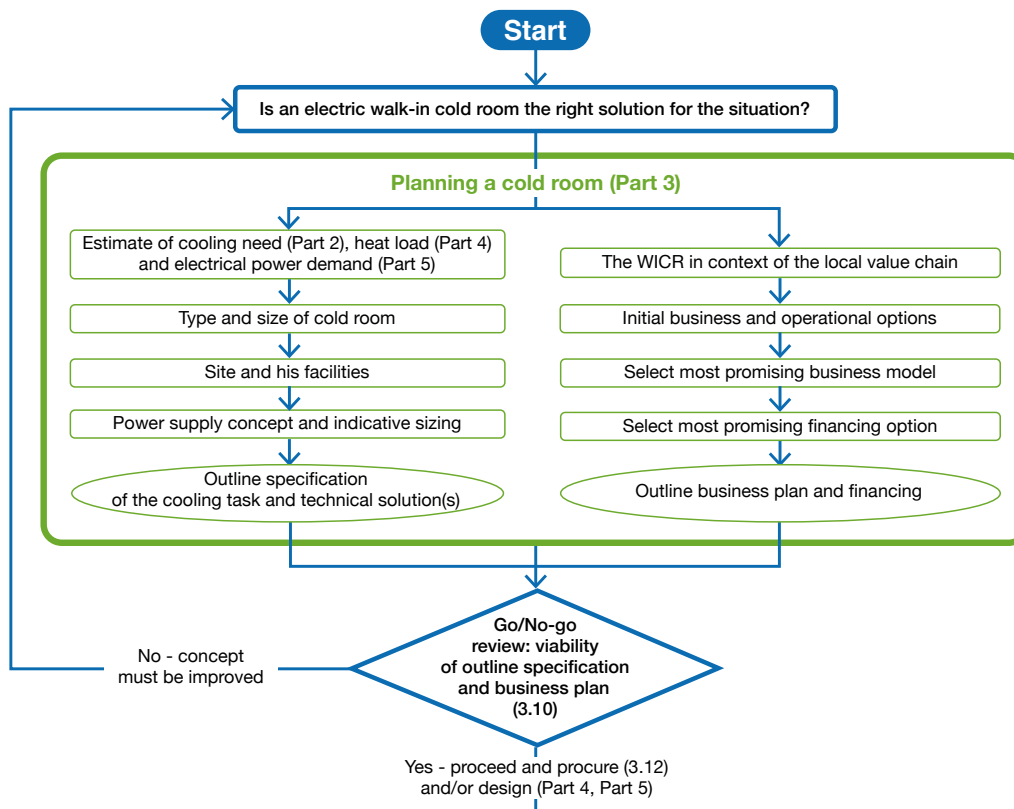 Start
Is an electric walk-in cold room the right solution for the situation?
Planning a cold room (Part 3)
Estimate of cooling need (Part 2), heat load (Part 4)
and electrical power demand (Part 5)
Type and size of cold room
Site and his facilities
Power supply concept and indicative sizing
Outline specification
of the cooling task and technical solution(s)
The WICR in context of the local value chain
Initial business and operational options
Select most promising business model
Select most promising financing option
Outline business plan and financing
Go/No-go
review: viability
of outline specification
and business plan
(3.10)
No - concept
must be improved
Yes - proceed and procure (3.12)
and/or design (Part 4, Part 5)